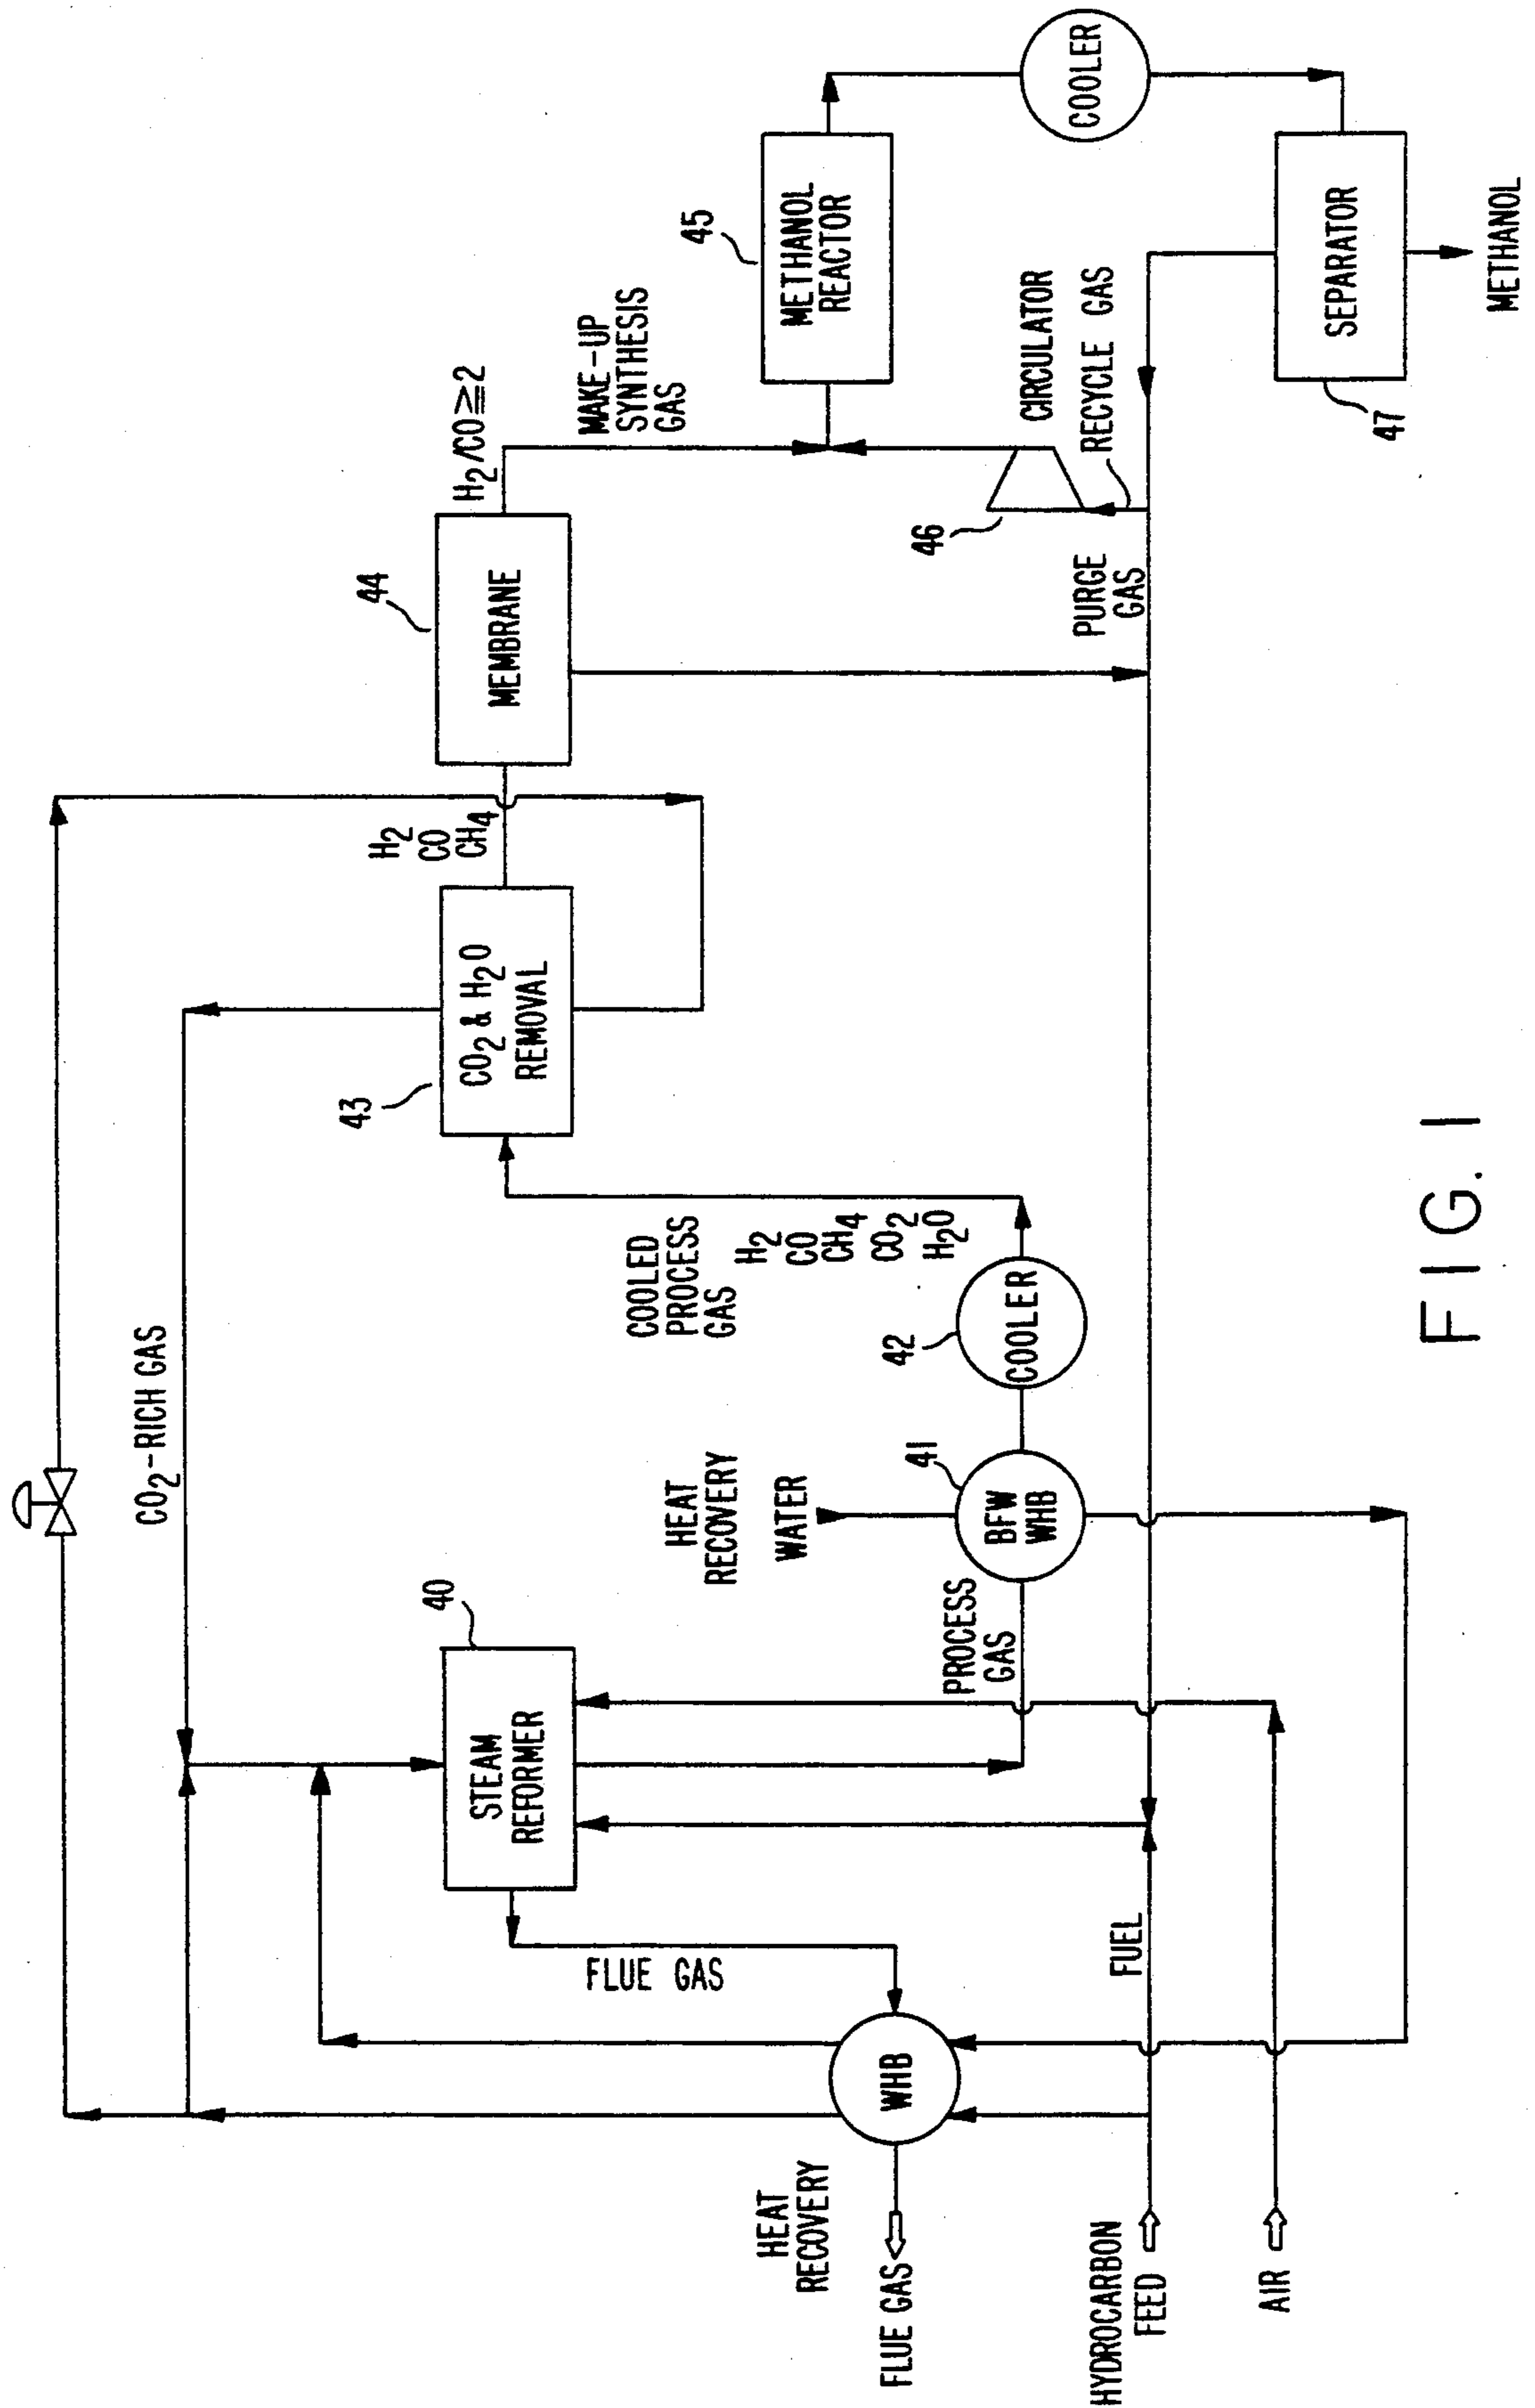 CO2-RICH GAS
H2
CO
CH4
H2/CO≧2
40
43
44
STEAM
REFORMER
CO2 & H2O
REMOVAL
MEMBRANE
MAKE-UP
SYNTHESIS
GAS
FLUE GAS
HEAT
RECOVERY
WATER
COOLED
PROCESS
GAS
H2
CO
CH4
CO2
H2O
45
METHANOL
REACTOR
HEAT
RECOVERY
WHB
FLUE GAS
PROCESS
GAS
41
BFW
WHB
42
COOLER
46
CIRCULATOR
RECYCLE GAS
COOLER
PURGE
GAS
FUEL
HYDROCARBON
FEED
AIR
SEPARATOR
47
METHANOL
FIG. 1